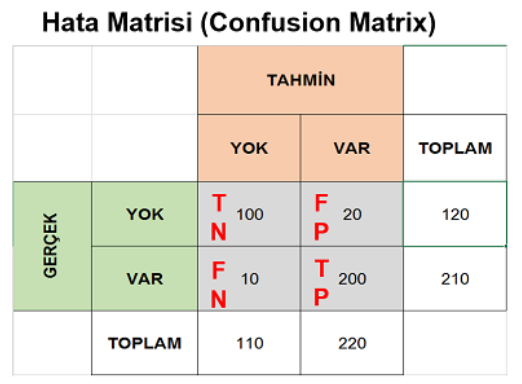 Hata Matrisi (Confusion Matrix)
TAHMİN
YOK VAR TOPLAM
GERÇEK
YOK TN 100 FP 20 120
VAR FN 10 TP 200 210
TOPLAM 110 220